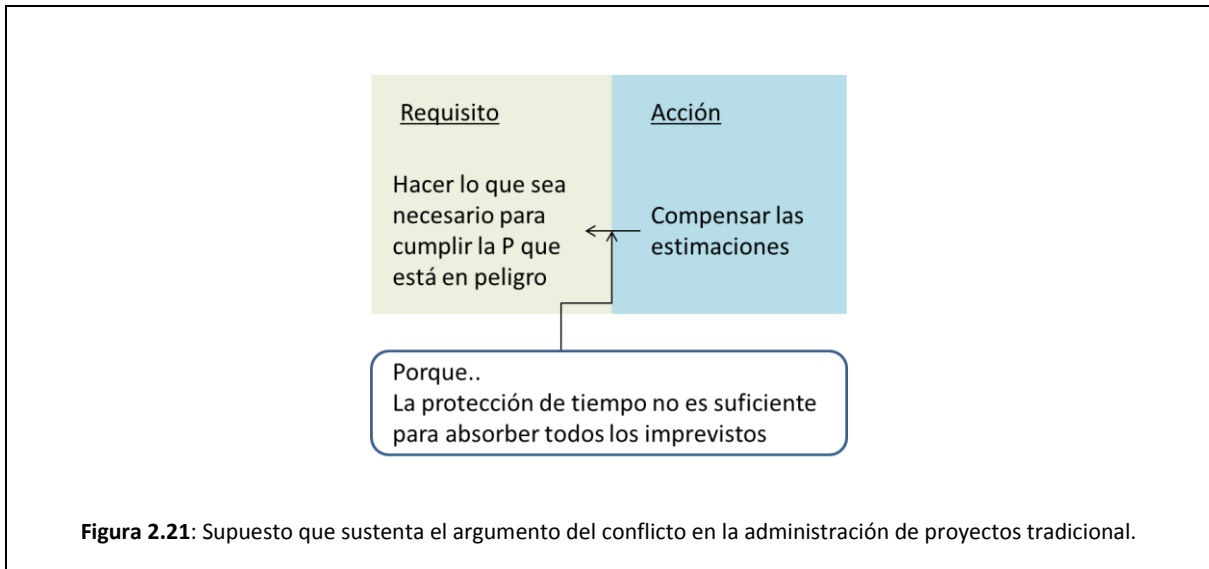 Requisito
Acción
Hacer lo que sea
necesario para
cumplir la P que
está en peligro
Compensar las
estimaciones
Porque..
La protección de tiempo no es suficiente
para absorber todos los imprevistos
Figura 2.21: Supuesto que sustenta el argumento del conflicto en la administración de proyectos tradicional.